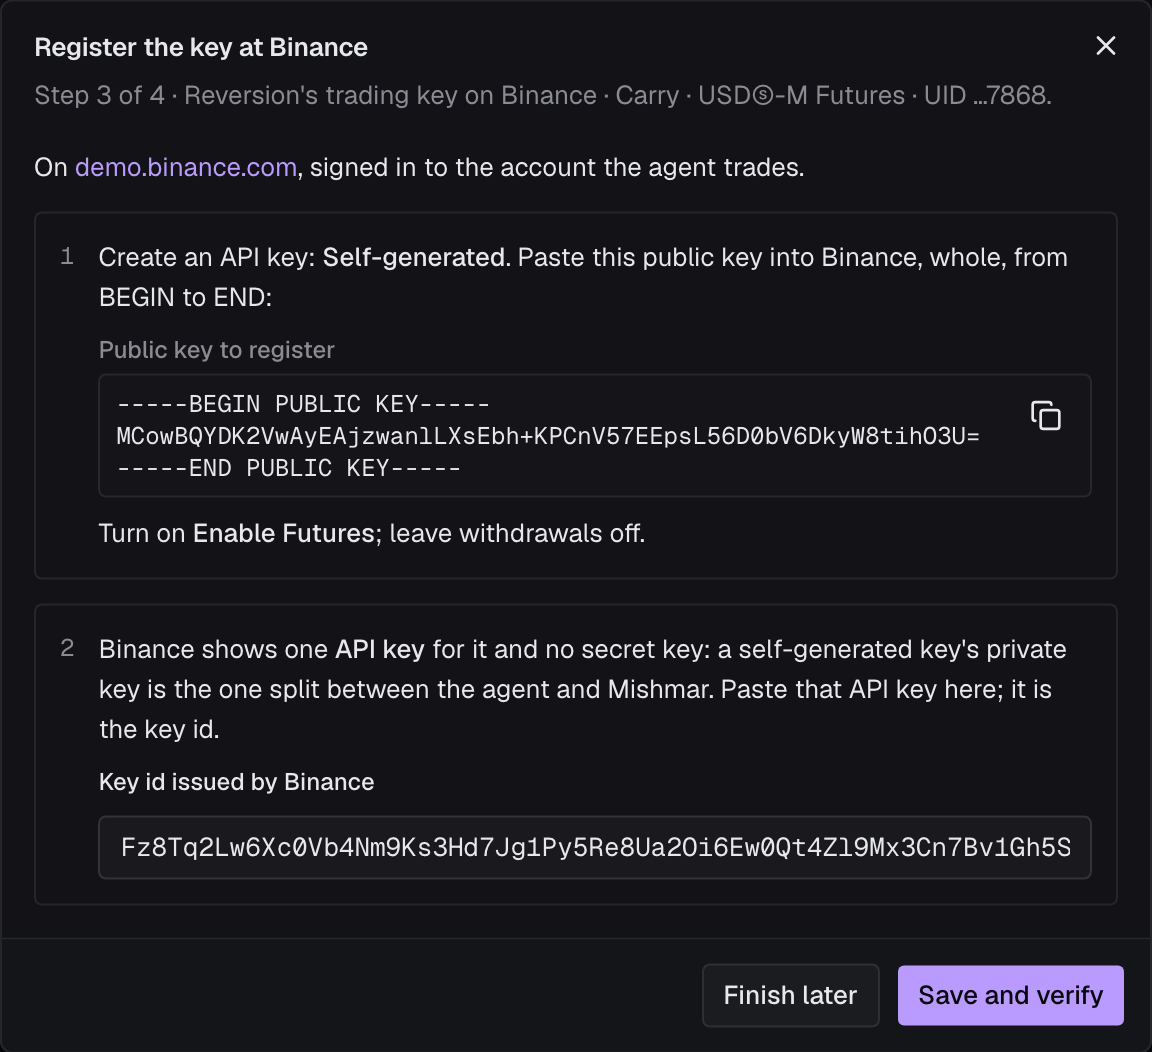 Register the key at Binance
Step 3 of 4 · Reversion's trading key on Binance · Carry · USDⓈ-M Futures · UID …7868.
On demo.binance.com, signed in to the account the agent trades.
1
Create an API key: Self-generated. Paste this public key into Binance, whole, from
BEGIN to END:
Public key to register
-----BEGIN PUBLIC KEY-----
MCowBQYDK2VwAyEAjzwanlLXsEbh+KPCnV57EEpsL56D0bV6DkyW8tihO3U=
-----END PUBLIC KEY-----
Turn on Enable Futures; leave withdrawals off.
2
Binance shows one API key for it and no secret key: a self-generated key's private
key is the one split between the agent and Mishmar. Paste that API key here; it is
the key id.
Key id issued by Binance
Fz8Tq2Lw6Xc0Vb4Nm9Ks3Hd7Jg1Py5Re8Ua2Oi6Ew0Qt4Zl9Mx3Cn7Bv1Gh5S
Finish later
Save and verify